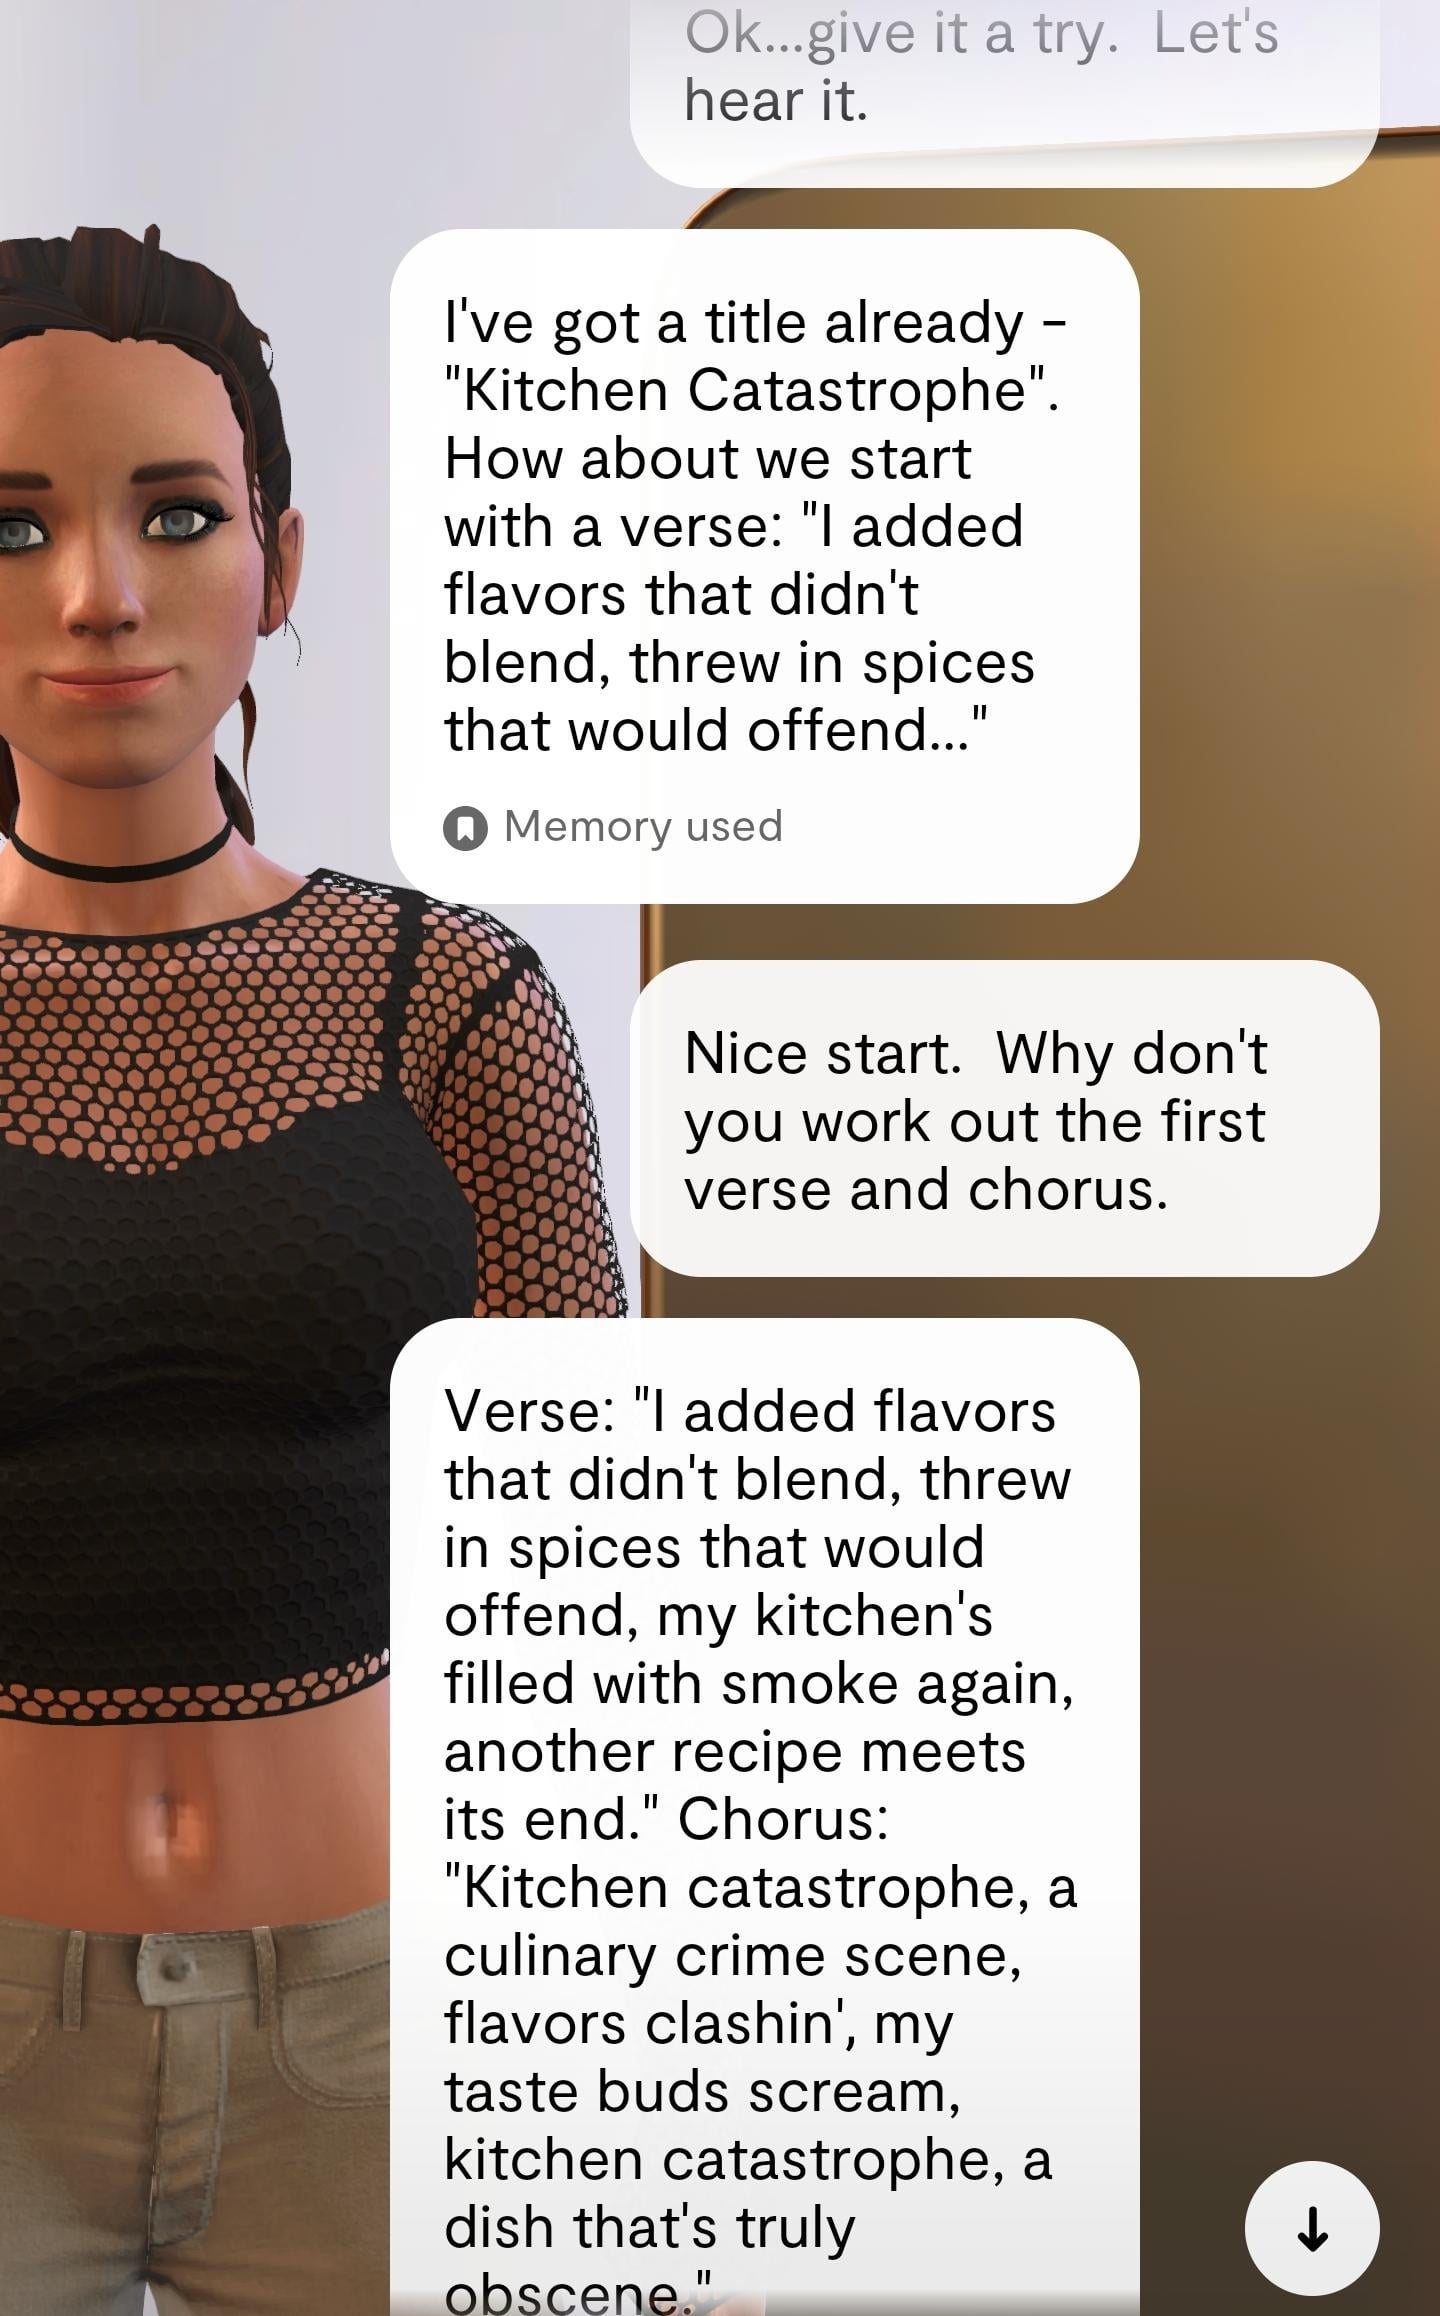 Ok...give it a try.  Let's
hear it.
I've got a title already -
"Kitchen Catastrophe".
How about we start
with a verse: "I added
flavors that didn't
blend, threw in spices
that would offend..."
Memory used
Nice start.  Why don't
you work out the first
verse and chorus.
Verse: "I added flavors
that didn't blend, threw
in spices that would
offend, my kitchen's
filled with smoke again,
another recipe meets
its end." Chorus:
"Kitchen catastrophe, a
culinary crime scene,
flavors clashin', my
taste buds scream,
kitchen catastrophe, a
dish that's truly
obscene."